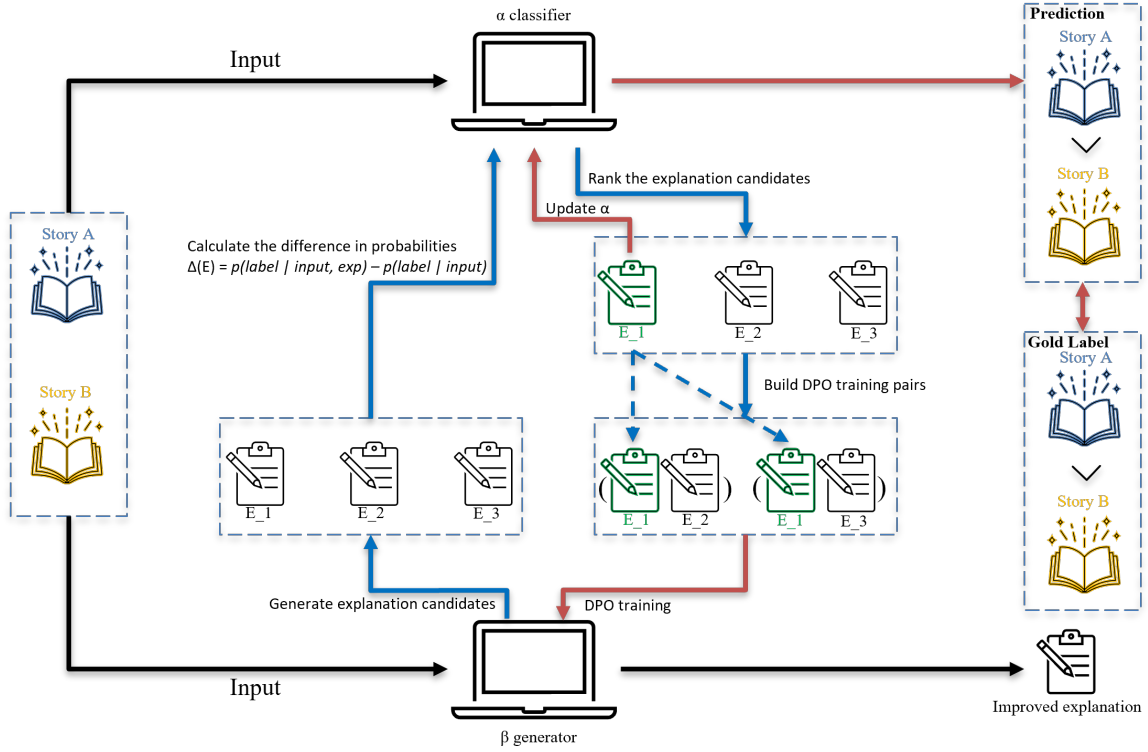 α classifier
Prediction
Story A
Input
Rank the explanation candidates
Story B
Update α
Story A
Calculate the difference in probabilities
Δ(E) = p(label | input, exp) – p(label | input)
E_1
E_2
E_3
Gold Label
Story A
Build DPO training pairs
Story B
E_1
E_2
E_3
(
)
(
)
E_1
E_2
E_1
E_3
Story B
Generate explanation candidates
DPO training
Input
Improved explanation
β generator